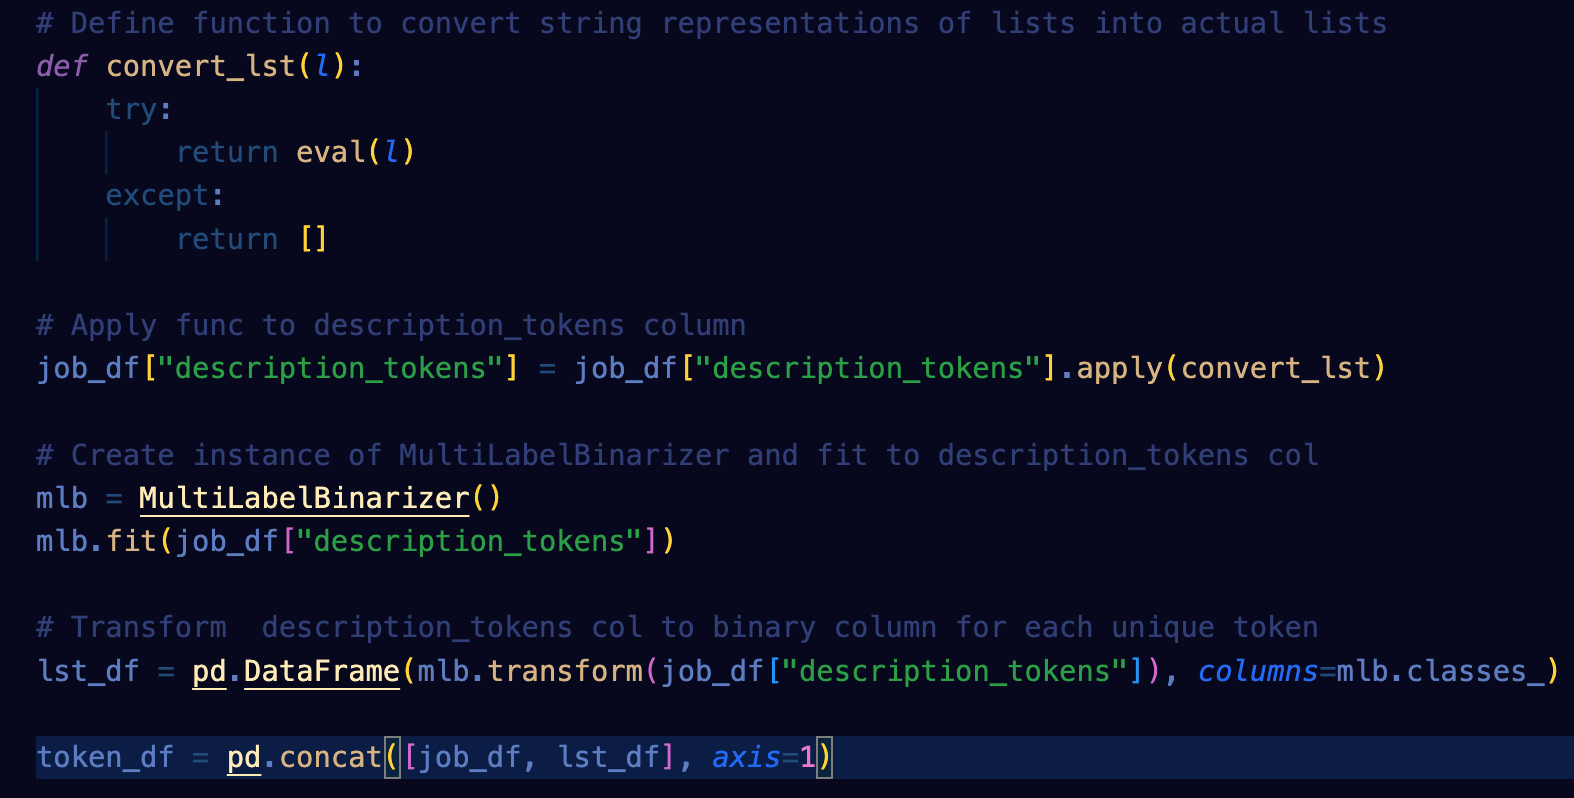 # Define function to convert string representations of lists into actual lists
def convert_lst(l):
    try:
        return eval(l)
    except:
        return []
# Apply func to description_tokens column
job_df["description_tokens"] = job_df["description_tokens"].apply(convert_lst)
# Create instance of MultiLabelBinarizer and fit to description_tokens col
mlb = MultiLabelBinarizer()
mlb.fit(job_df["description_tokens"])
# Transform  description_tokens col to binary column for each unique token
lst_df = pd.DataFrame(mlb.transform(job_df["description_tokens"]), columns=mlb.classes_)
token_df = pd.concat([job_df, lst_df], axis=1)